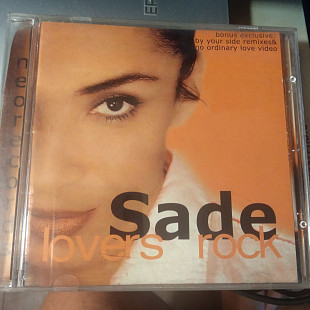 bonus exclusive:
by your side remixes&
no ordinary love video
Sade
lovers rock